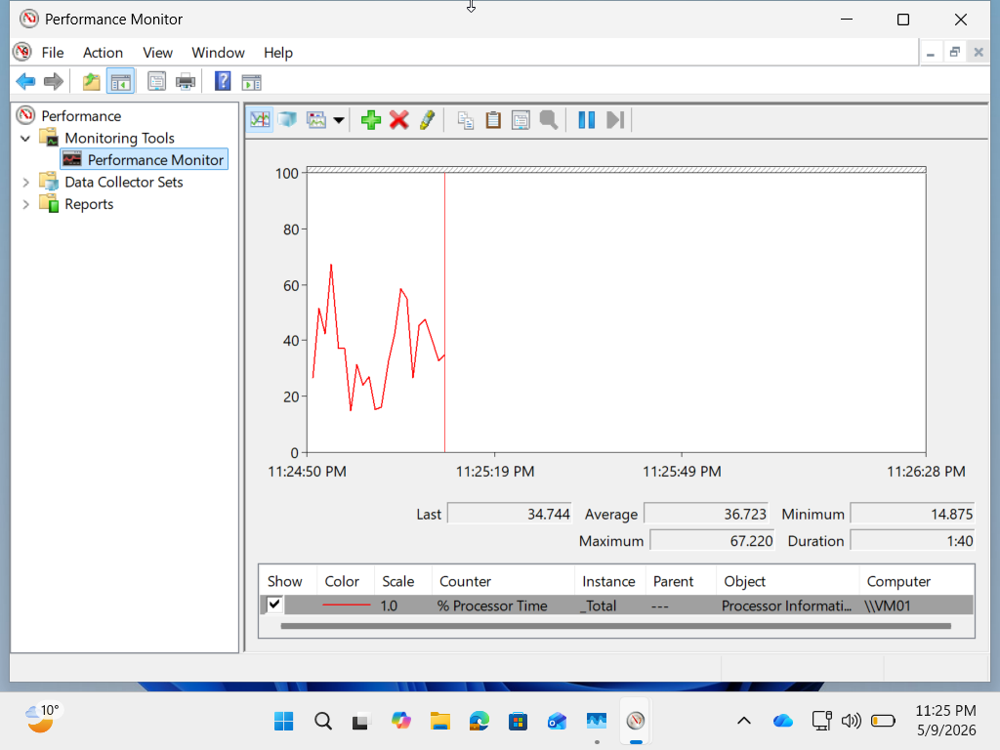 Performance Monitor
File Action View Window Help
Performance
Monitoring Tools
Performance Monitor
Data Collector Sets
Reports
100
80
60
40
20
0
11:24:50 PM 11:25:19 PM 11:25:49 PM 11:26:28 PM
Last 34.744 Average 36.723 Minimum 14.875
Maximum 67.220 Duration 1:40
Show Color Scale Counter Instance Parent Object Computer
1.0 % Processor Time _Total --- Processor Informati... \\VM01
10°
11:25 PM
5/9/2026